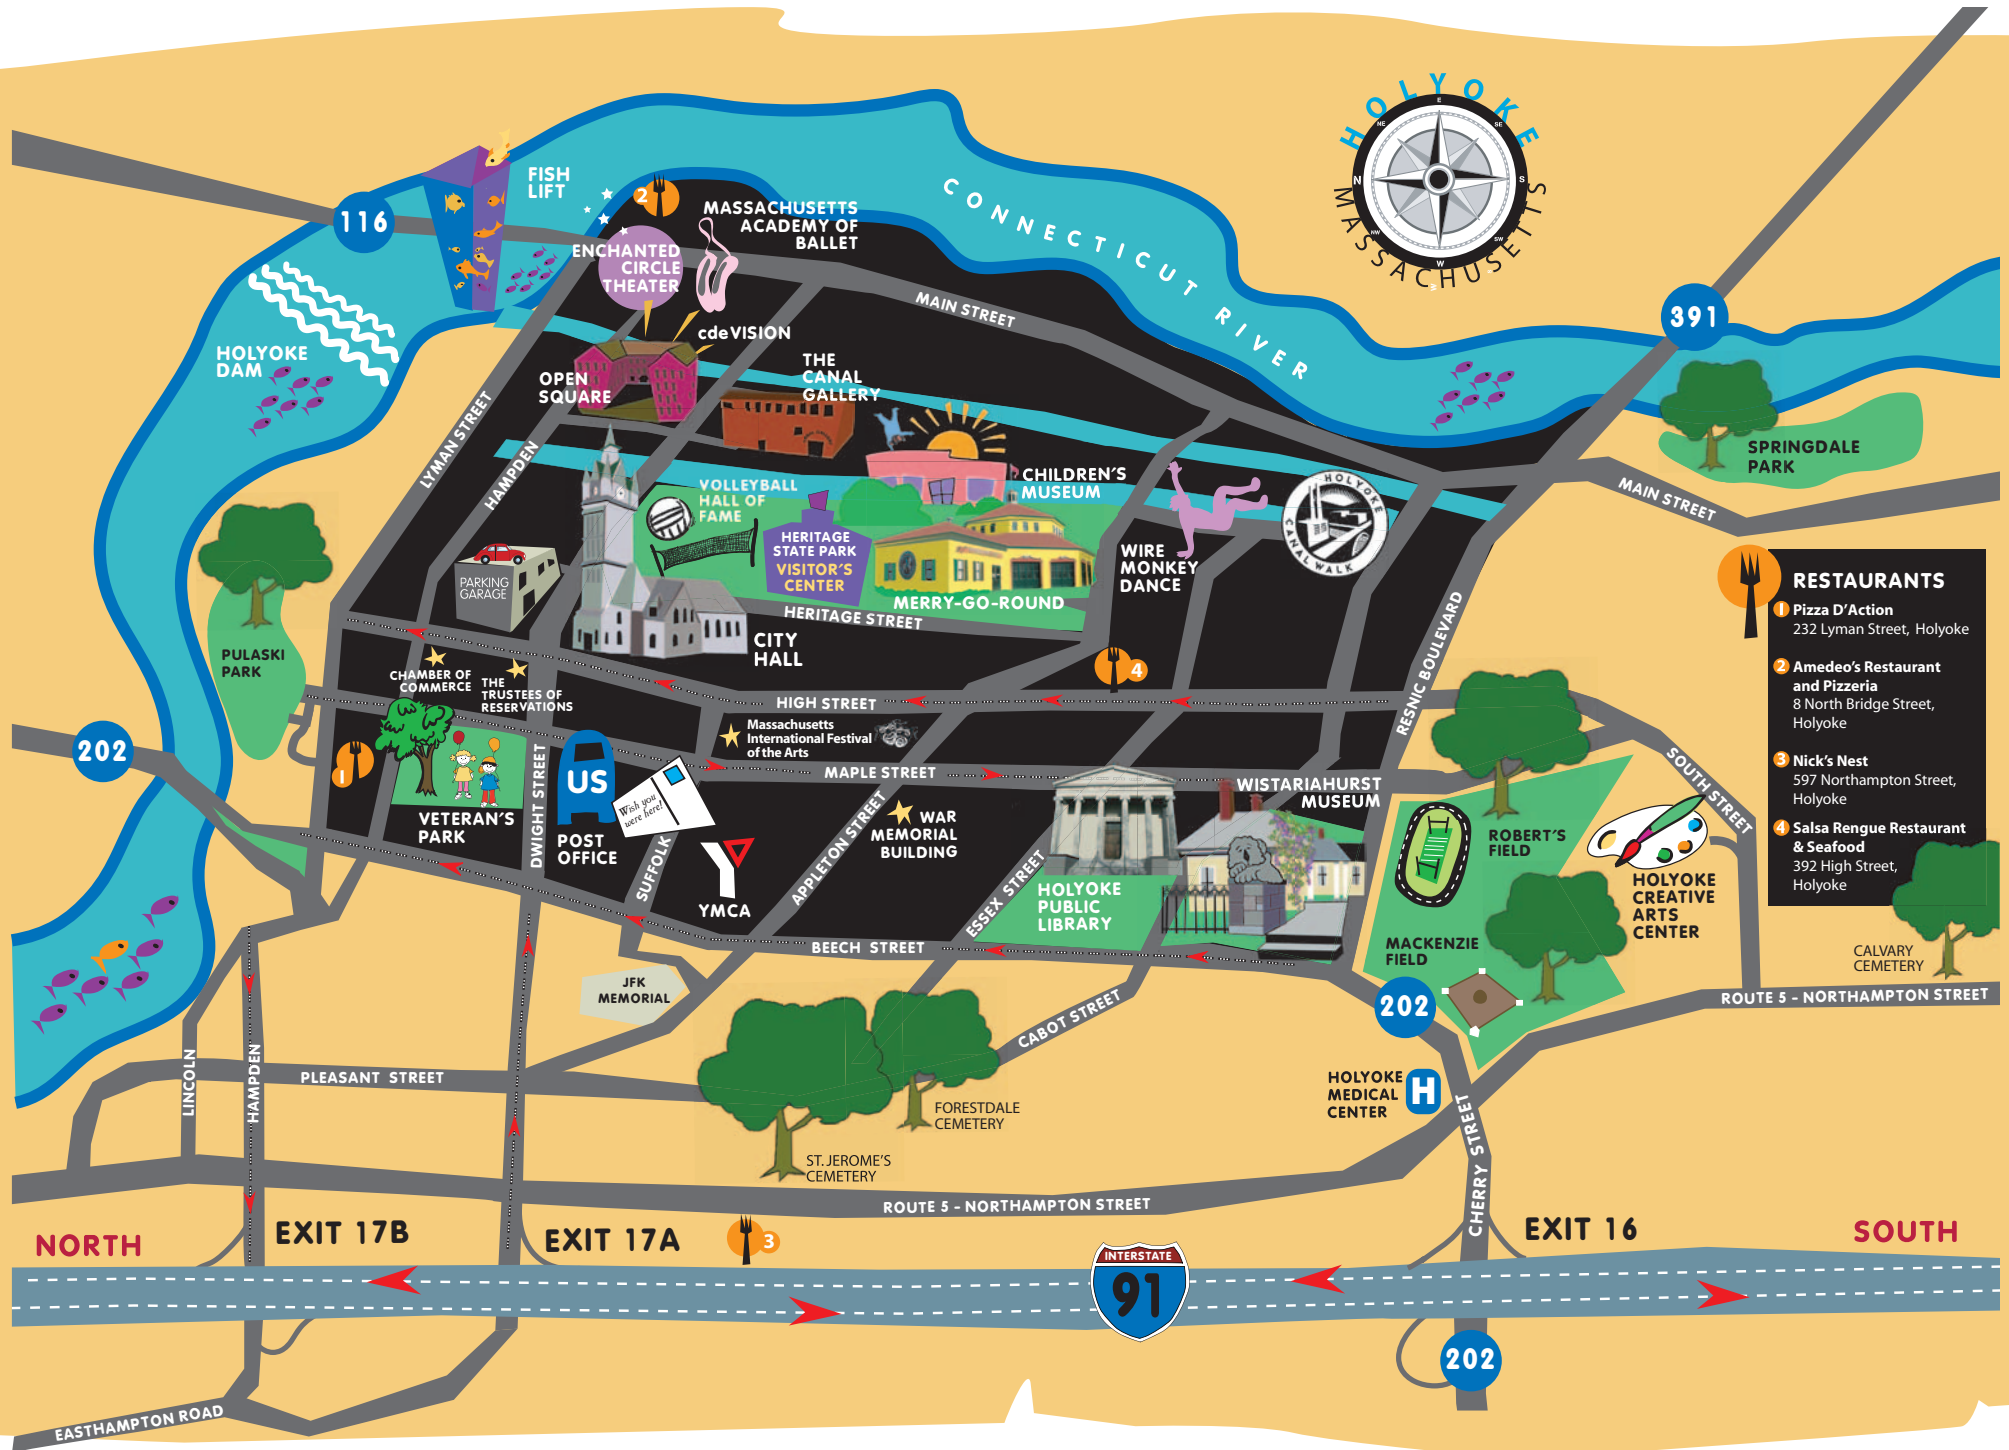 HOLYOKE
MASSACHUSETTS
E
NE
SE
N
S
NW
SW
W
116
FISH
LIFT
2
MASSACHUSETTS
ACADEMY OF
BALLET
ENCHANTED
CIRCLE
THEATER
CONNECTICUT RIVER
MAIN STREET
391
HOLYOKE
DAM
cdeVISION
THE
CANAL
GALLERY
OPEN
SQUARE
LYMAN STREET
HAMPDEN
SPRINGDALE
PARK
MAIN STREET
CHILDREN'S
MUSEUM
VOLLEYBALL
HALL OF
FAME
HERITAGE
STATE PARK
VISITOR'S
CENTER
WIRE
MONKEY
DANCE
HOLYOKE
CANAL WALK
PARKING
GARAGE
MERRY-GO-ROUND
HERITAGE STREET
CITY
HALL
RESTAURANTS
1 Pizza D'Action
232 Lyman Street, Holyoke
2 Amedeo's Restaurant
and Pizzeria
8 North Bridge Street,
Holyoke
3 Nick's Nest
597 Northampton Street,
Holyoke
4 Salsa Rengue Restaurant
& Seafood
392 High Street,
Holyoke
PULASKI
PARK
CHAMBER OF
COMMERCE
THE
TRUSTEES OF
RESERVATIONS
4
HIGH STREET
RESNIC BOULEVARD
202
1
Massachusetts
International Festival
of the Arts
US
Wish you
were here!
MAPLE STREET
WISTARIAHURST
MUSEUM
SOUTH STREET
VETERAN'S
PARK
DWIGHT STREET
POST
OFFICE
SUFFOLK
YMCA
APPLETON STREET
WAR
MEMORIAL
BUILDING
ESSEX STREET
HOLYOKE
PUBLIC
LIBRARY
ROBERT'S
FIELD
HOLYOKE
CREATIVE
ARTS
CENTER
MACKENZIE
FIELD
BEECH STREET
CALVARY
CEMETERY
JFK
MEMORIAL
202
ROUTE 5 - NORTHAMPTON STREET
CABOT STREET
LINCOLN
HAMPDEN
PLEASANT STREET
FORESTDALE
CEMETERY
HOLYOKE
MEDICAL
CENTER
H
CHERRY STREET
ST. JEROME'S
CEMETERY
ROUTE 5 - NORTHAMPTON STREET
NORTH
EXIT 17B
EXIT 17A
3
EXIT 16
SOUTH
INTERSTATE
91
202
EASTHAMPTON ROAD